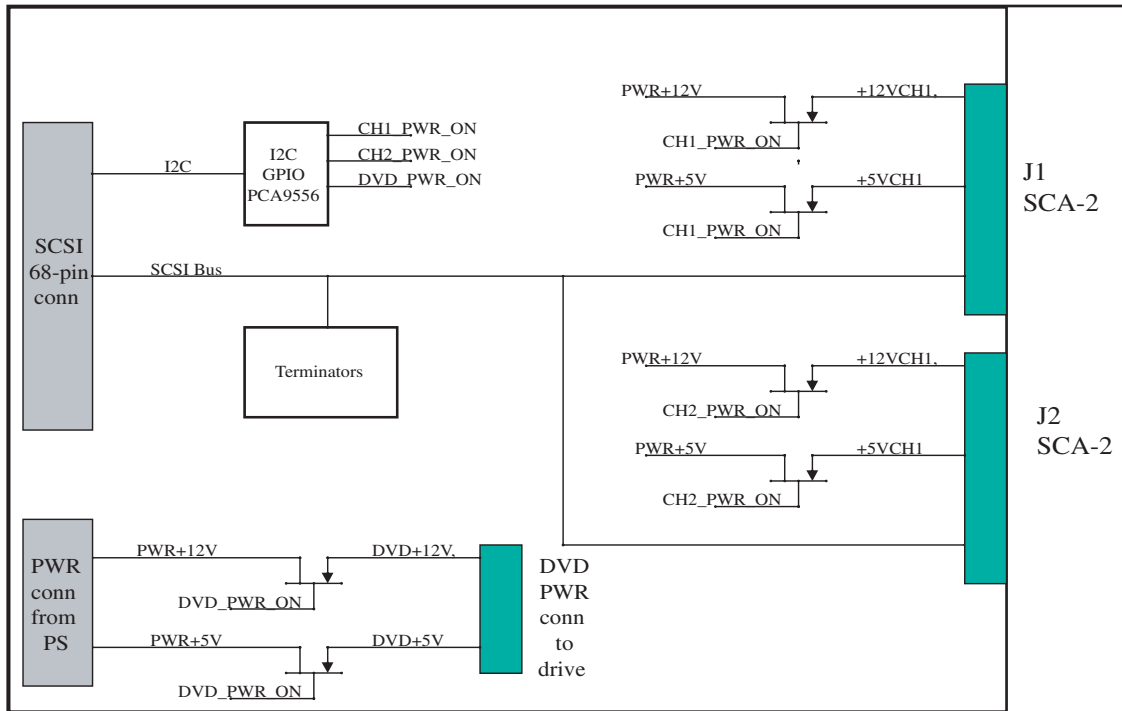 PWR+12V
+12VCH1,
CH1_PWR_ON
I2C
I2C
GPIO
PCA9556
CH1_PWR_ON
CH2_PWR_ON
DVD_PWR_ON
PWR+5V
+5VCH1
CH1_PWR_ON
J1
SCA-2
SCSI
68-pin
conn
SCSI Bus
Terminators
PWR+12V
+12VCH1,
CH2_PWR_ON
PWR+5V
+5VCH1
CH2_PWR_ON
J2
SCA-2
PWR
conn
from
PS
PWR+12V
DVD+12V,
DVD_PWR_ON
PWR+5V
DVD+5V
DVD_PWR_ON
DVD
PWR
conn
to
drive